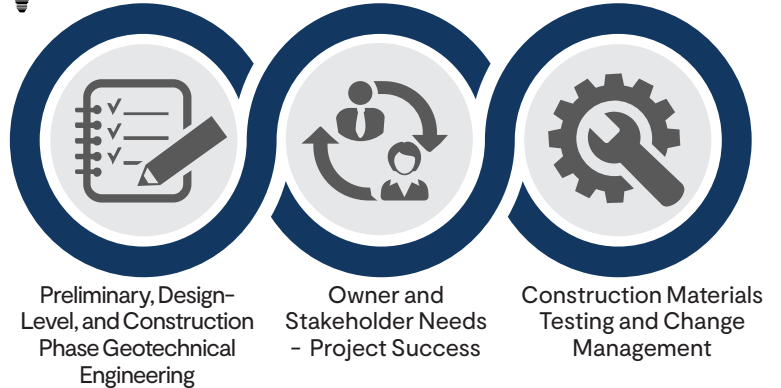 Preliminary, Design-
Level, and Construction
Phase Geotechnical
Engineering
Owner and
Stakeholder Needs
- Project Success
Construction Materials
Testing and Change
Management